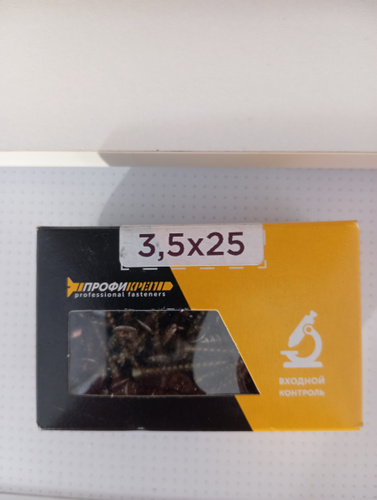 3,5x25
ПРОФИКРЕП
professional fasteners
ВХОДНОЙ
КОНТРОЛЬ